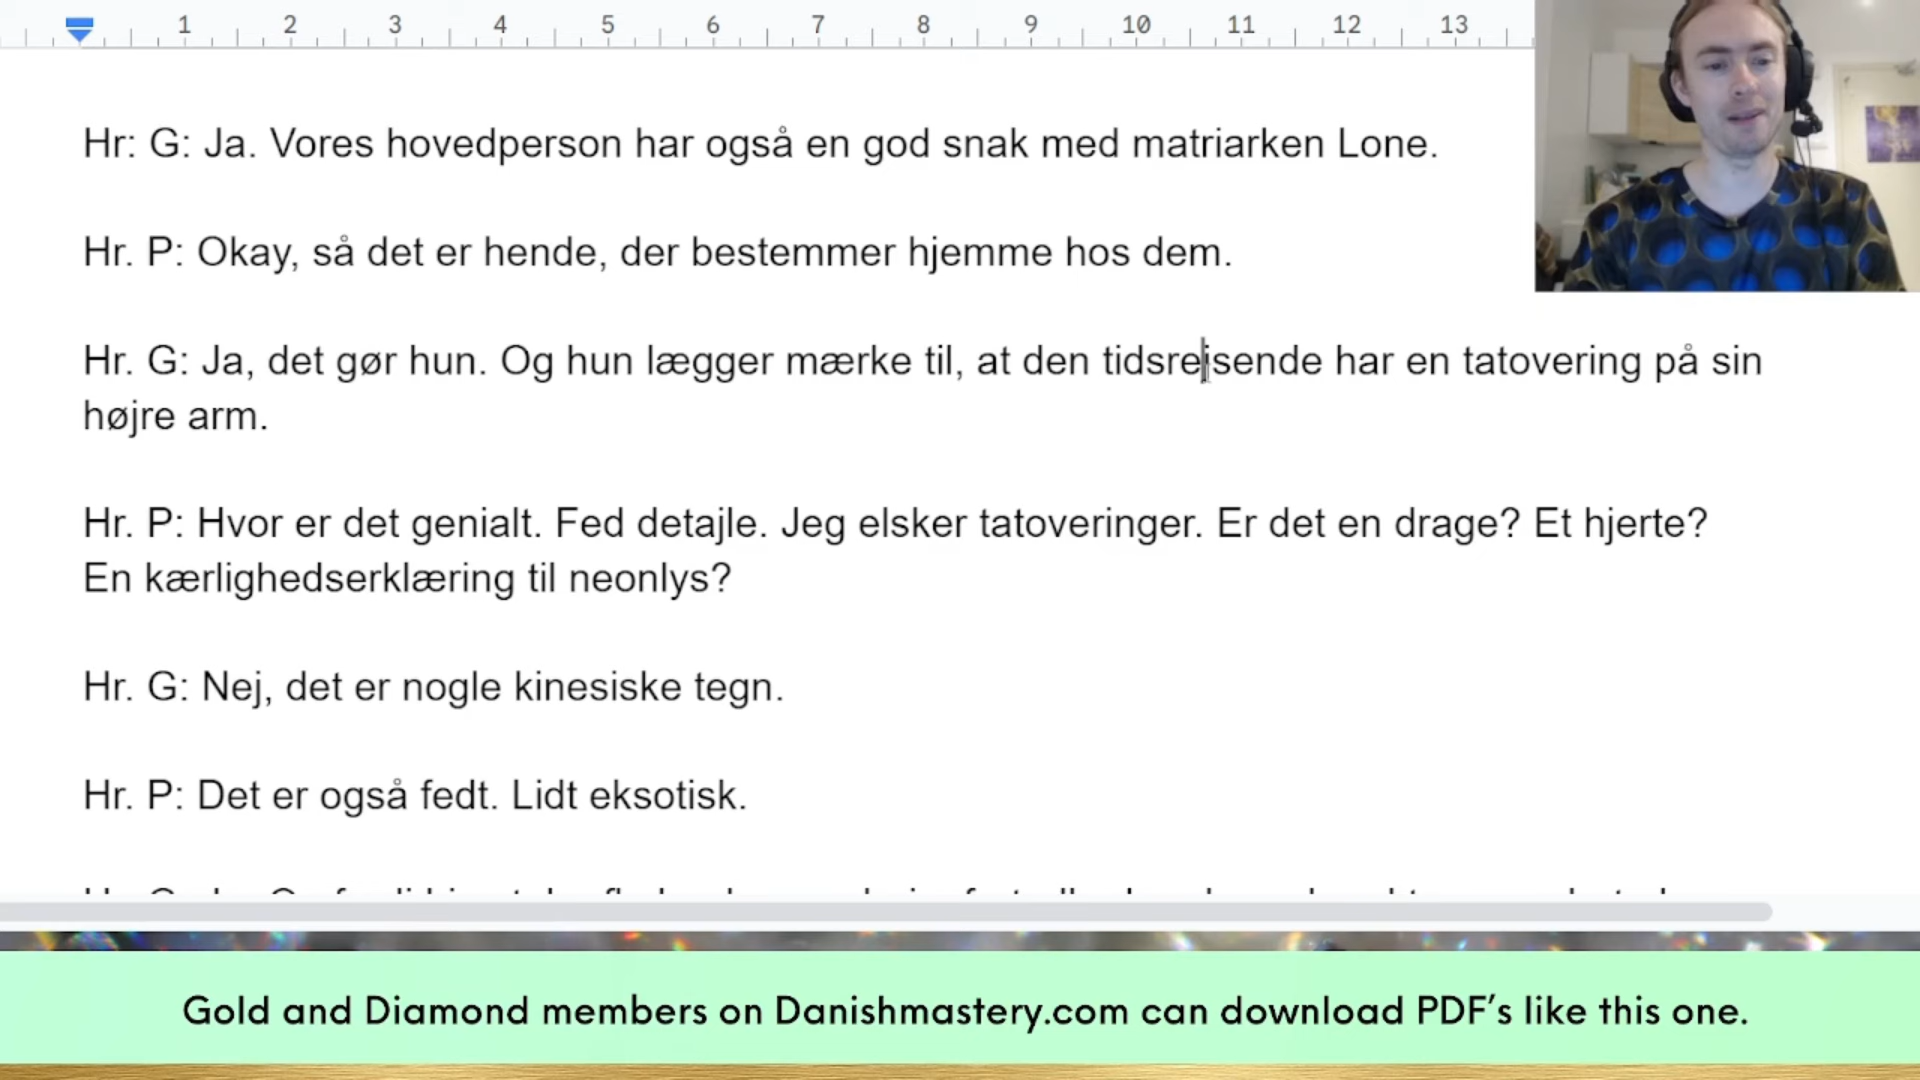 1 2 3 4 5 6 7 8 9 10 11 12 13
Hr: G: Ja. Vores hovedperson har også en god snak med matriarken Lone.
Hr. P: Okay, så det er hende, der bestemmer hjemme hos dem.
Hr. G: Ja, det gør hun. Og hun lægger mærke til, at den tidsrejsende har en tatovering på sin
højre arm.
Hr. P: Hvor er det genialt. Fed detajle. Jeg elsker tatoveringer. Er det en drage? Et hjerte?
En kærlighedserklæring til neonlys?
Hr. G: Nej, det er nogle kinesiske tegn.
Hr. P: Det er også fedt. Lidt eksotisk.
Gold and Diamond members on Danishmastery.com can download PDF’s like this one.